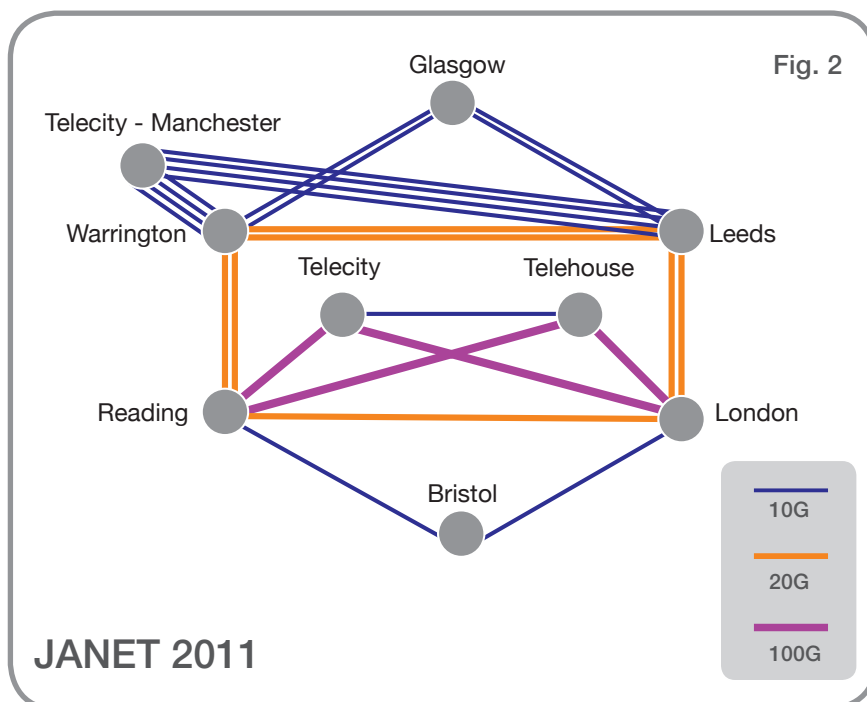 Fig. 2
Glasgow
Telecity - Manchester
Warrington
Leeds
Telecity
Telehouse
Reading
London
Bristol
10G
20G
100G
JANET 2011